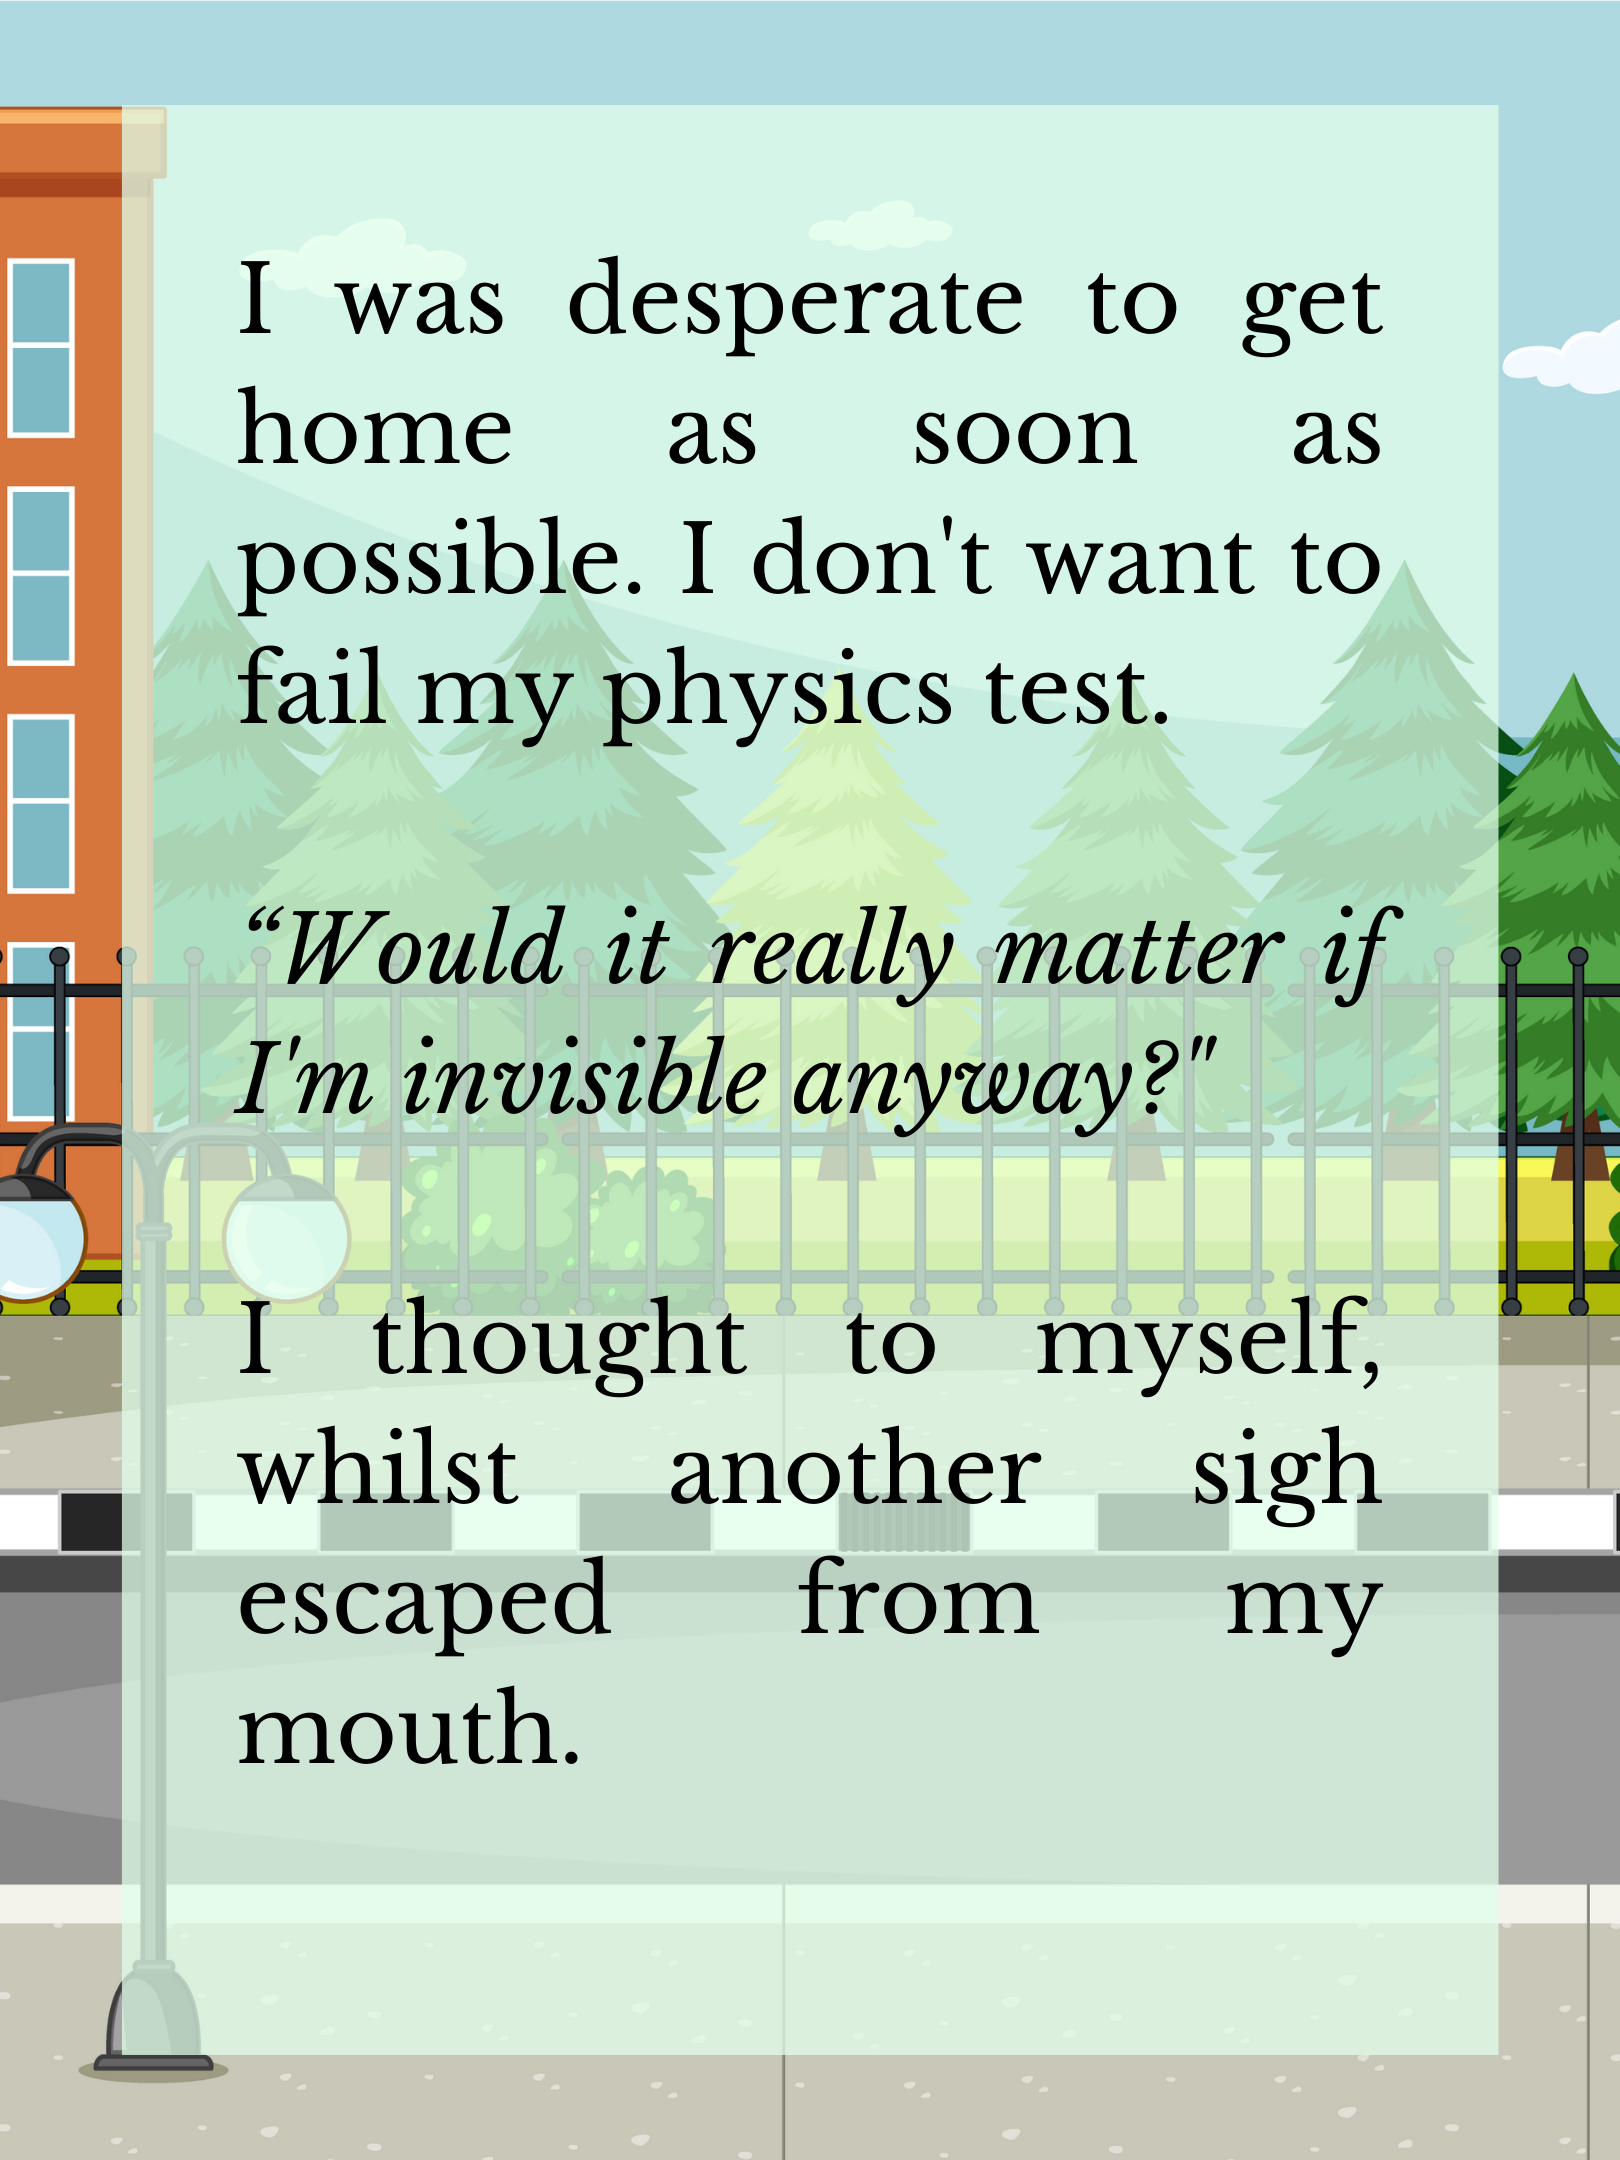 I was desperate to get
home as soon as
possible. I don't want to
fail my physics test.
“Would it really matter if
I'm invisible anyway?"
I thought to myself,
whilst another sigh
escaped from my
mouth.